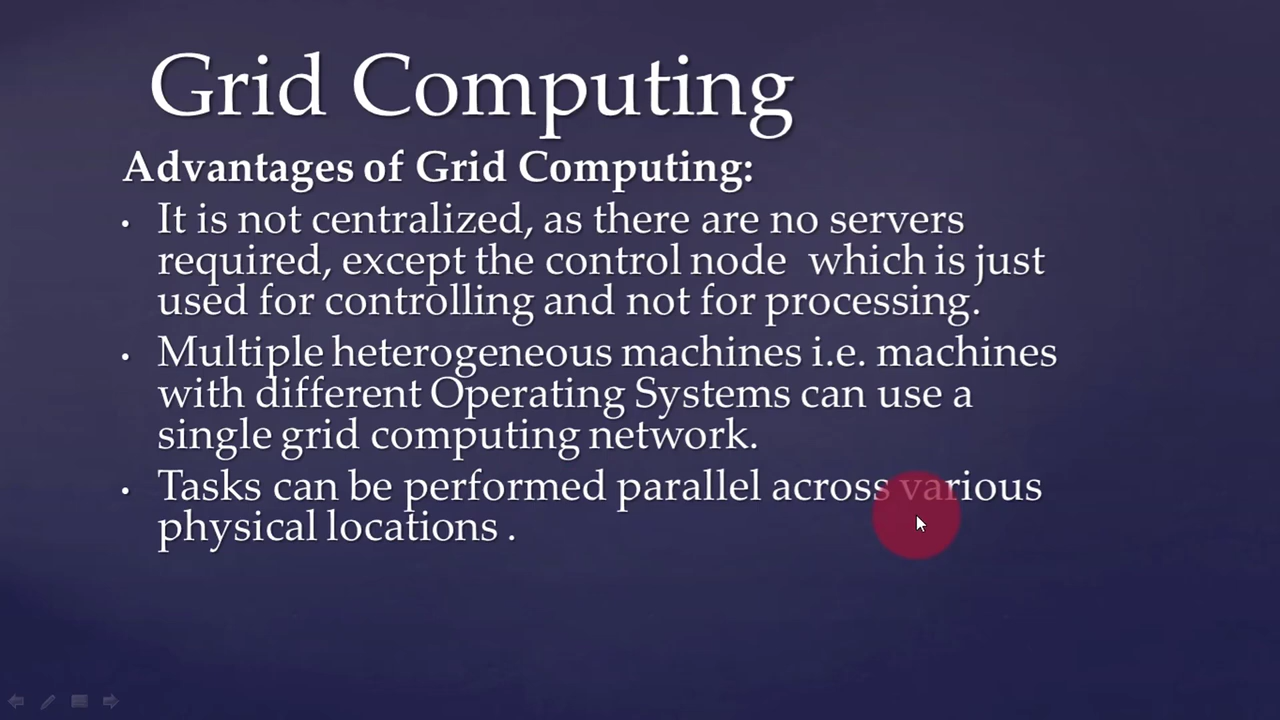 Grid Computing
Advantages of Grid Computing:
• It is not centralized, as there are no servers
required, except the control node which is just
used for controlling and not for processing.
• Multiple heterogeneous machines i.e. machines
with different Operating Systems can use a
single grid computing network.
• Tasks can be performed parallel across various
physical locations .